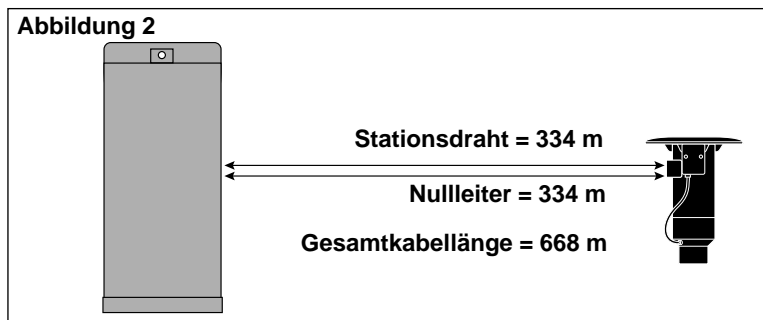 Abbildung 2
Stationsdraht = 334 m
Nullleiter = 334 m
Gesamtkabellänge = 668 m